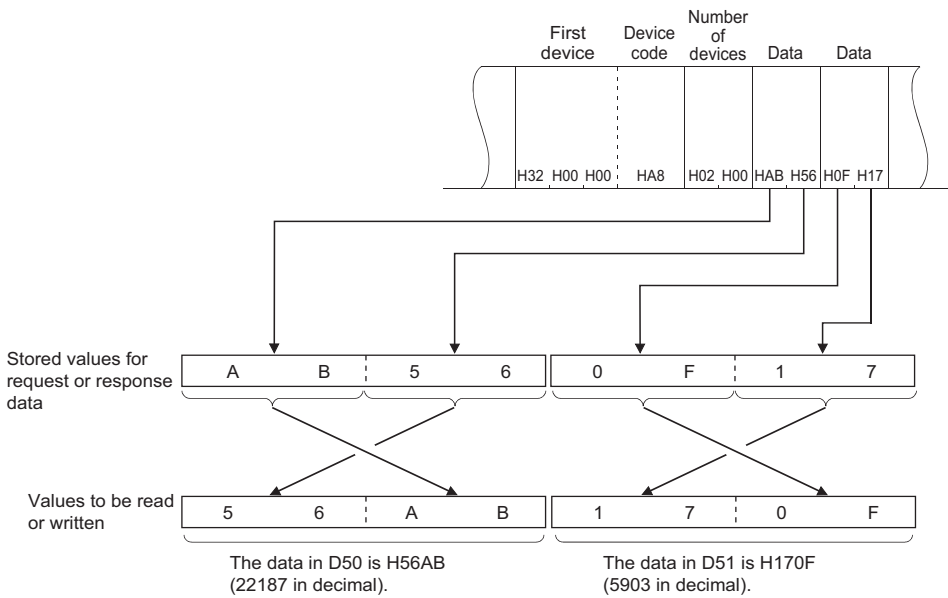 First device
Device code
Number of devices
Data
Data
H32 H00 H00 HA8 H02 H00 HAB H56 H0F H17
Stored values for
request or response
data
A B 5 6 0 F 1 7
Values to be read
or written
5 6 A B 1 7 0 F
The data in D50 is H56AB
(22187 in decimal).
The data in D51 is H170F
(5903 in decimal).